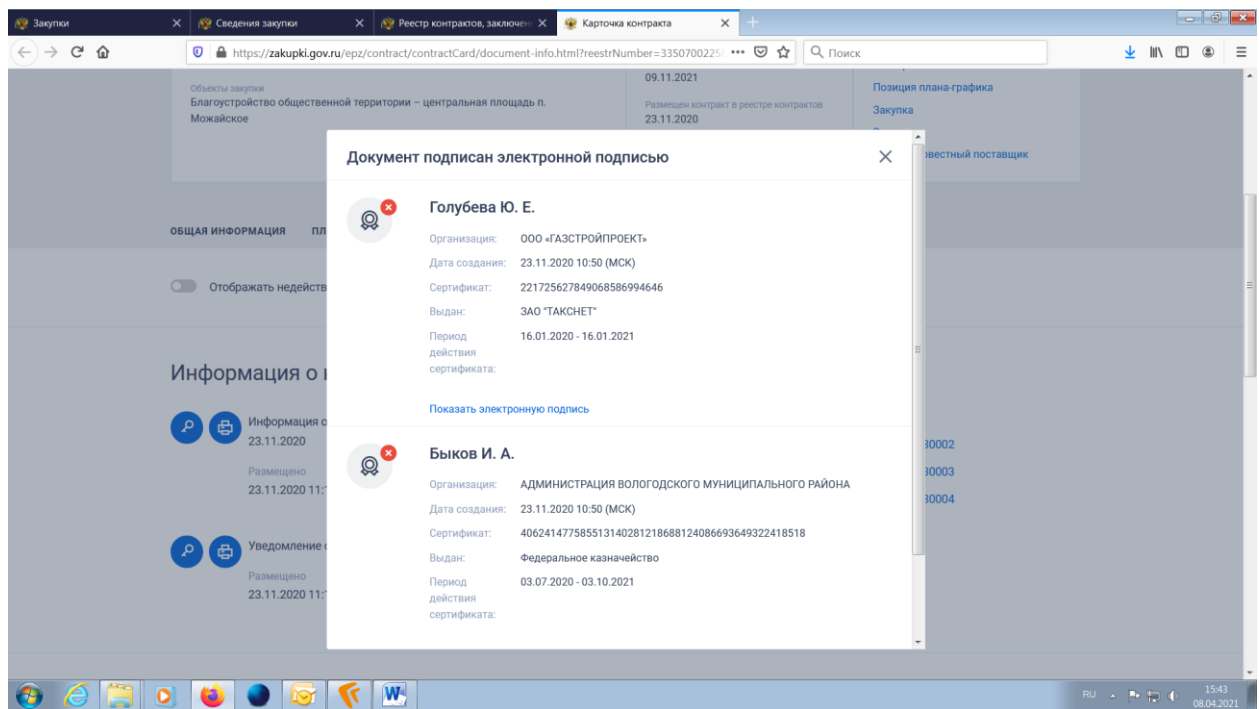 Закупки
Сведения закупки
Реестр контрактов, заключен
Карточка контракта
https://zakupki.gov.ru/epz/contract/contractCard/document-info.html?reestrNumber=3350700225
Поиск
Объекты закупки
Благоустройство общественной территории – центральная площадь п.
Можайское
09.11.2021
Размещен контракт в реестре контрактов
23.11.2020
Позиция плана-графика
Закупка
вестный поставщик
ОБЩАЯ ИНФОРМАЦИЯ ПЛ
Отображать недейств
Информация о
Информация о
23.11.2020
Размещено
23.11.2020 11:
Уведомление
Размещено
23.11.2020 11:
30002
30003
30004
Документ подписан электронной подписью
Голубева Ю. Е.
Организация: ООО «ГАЗСТРОЙПРОЕКТ»
Дата создания: 23.11.2020 10:50 (МСК)
Сертификат: 221725627849068586994646
Выдан: ЗАО "ТАКСНЕТ"
Период 16.01.2020 - 16.01.2021
действия
сертификата:
Показать электронную подпись
Быков И. А.
Организация: АДМИНИСТРАЦИЯ ВОЛОГОДСКОГО МУНИЦИПАЛЬНОГО РАЙОНА
Дата создания: 23.11.2020 10:50 (МСК)
Сертификат: 406241477585513140281218688124086693649322418518
Выдан: Федеральное казначейство
Период 03.07.2020 - 03.10.2021
действия
сертификата:
RU
15:43
08.04.2021